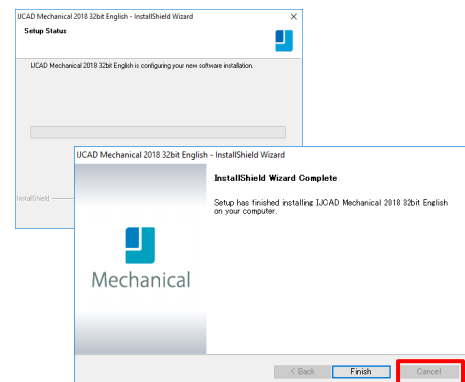 IJCAD Mechanical 2018 32bit English - InstallShield Wizard
Setup Status
IJCAD Mechanical 2018 32bit English is configuring your new software installation.
InstallShield
IJCAD Mechanical 2018 32bit English - InstallShield Wizard
InstallShield Wizard Complete
Setup has finished installing IJCAD Mechanical 2018 32bit English
on your computer.
Mechanical
< Back
Finish
Cancel